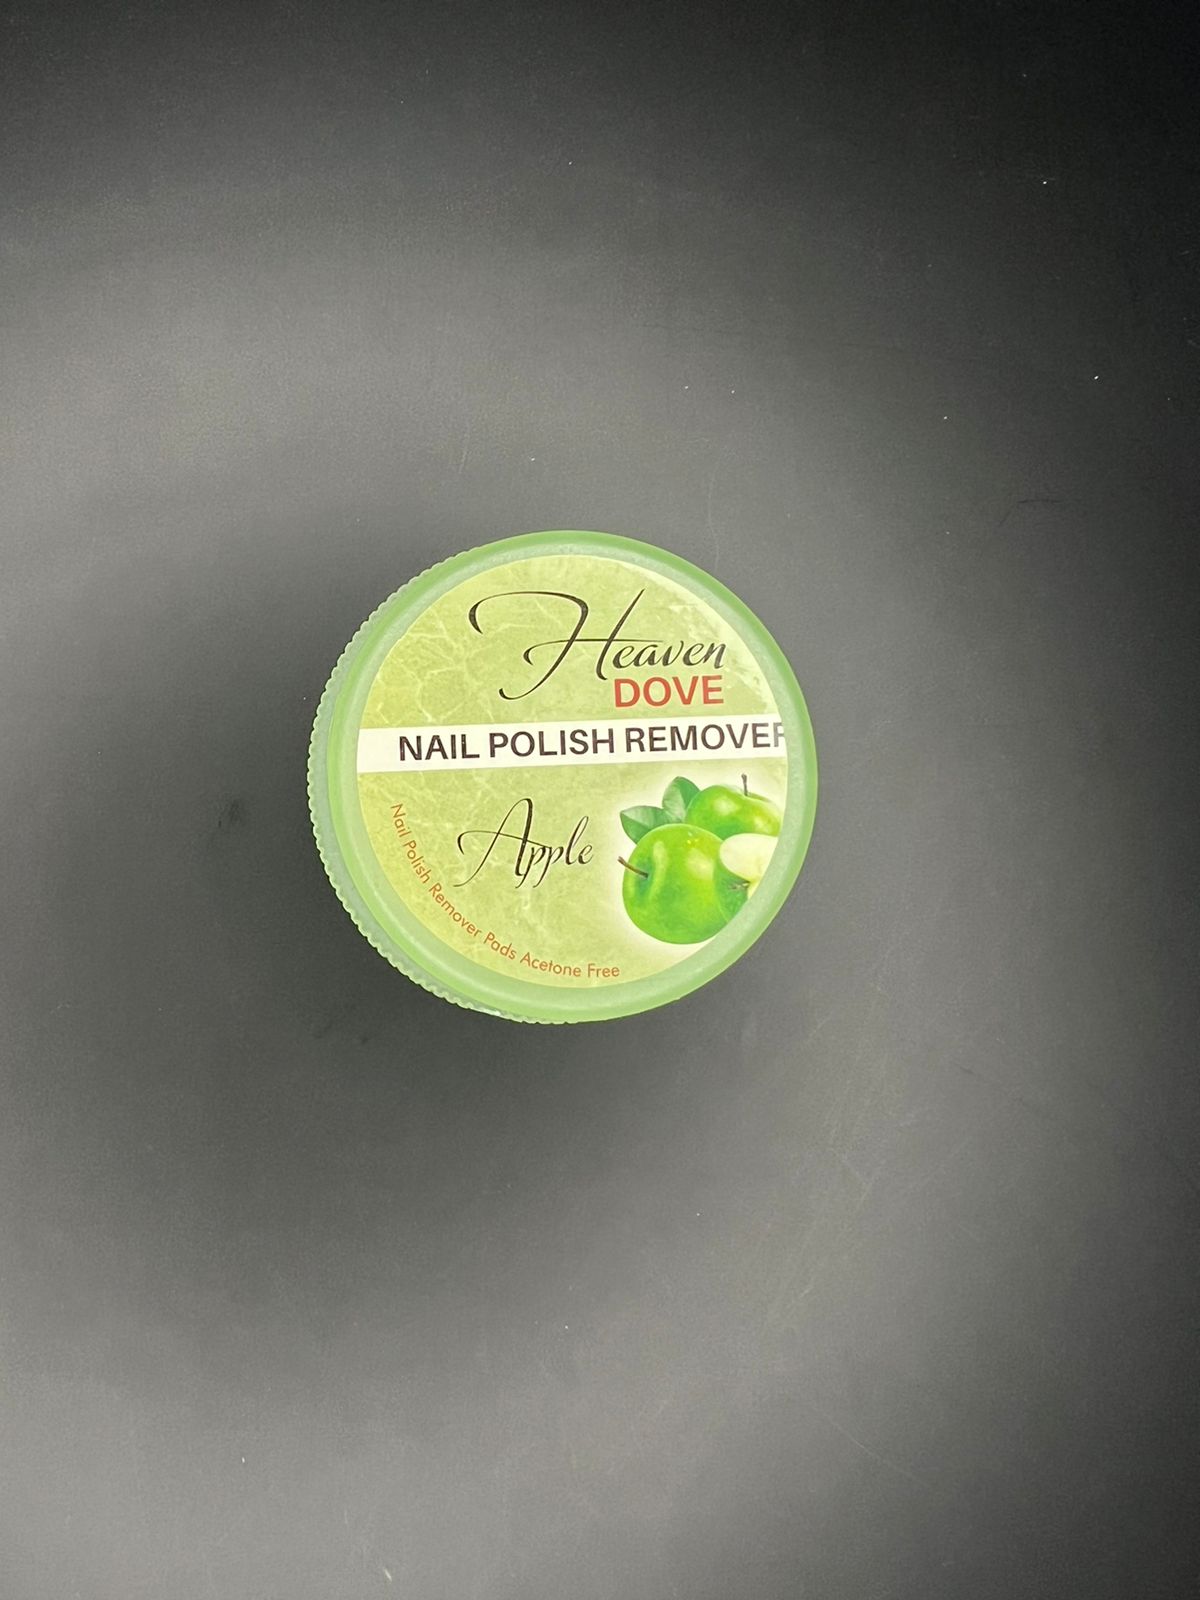 Heaven
DOVE
NAIL POLISH REMOVER
Apple
Nail Polish Remover Pads Acetone Free